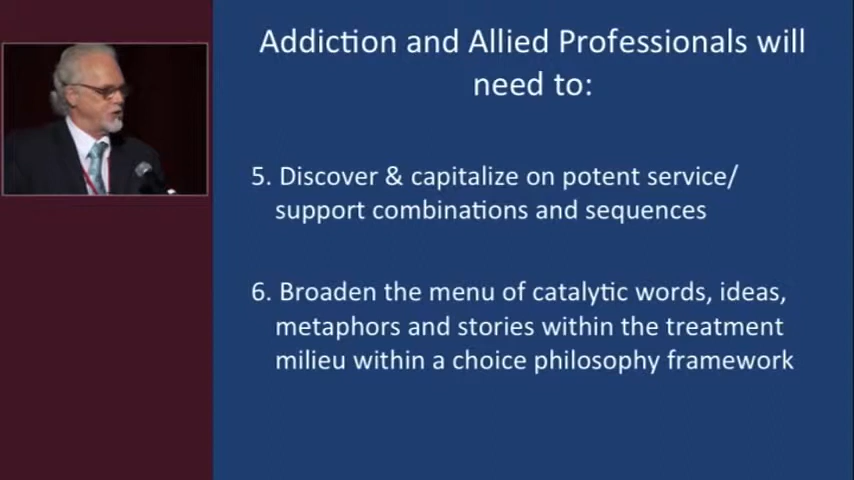 Addiction and Allied Professionals will
need to:
5. Discover & capitalize on potent service/
support combinations and sequences
6. Broaden the menu of catalytic words, ideas,
metaphors and stories within the treatment
milieu within a choice philosophy framework